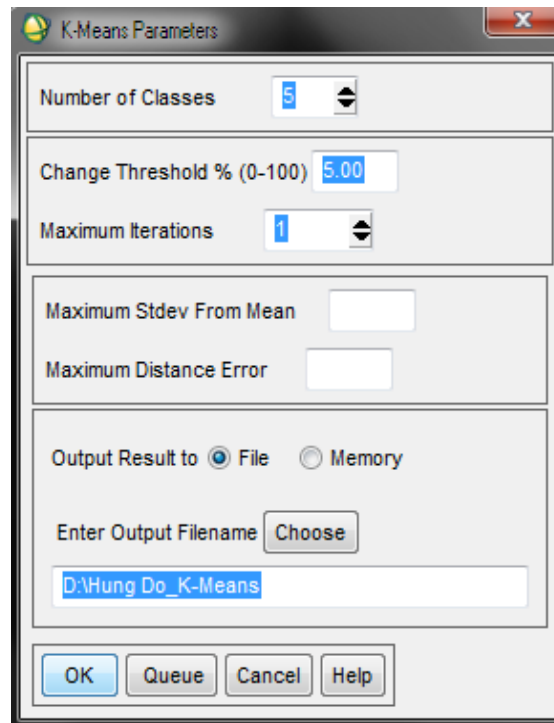 K-Means Parameters
Number of Classes 5
Change Threshold % (0-100) 5.00
Maximum Iterations 1
Maximum Stdev From Mean
Maximum Distance Error
Output Result to File Memory
Enter Output Filename Choose
D:\Hung Do_K-Means
OK Queue Cancel Help